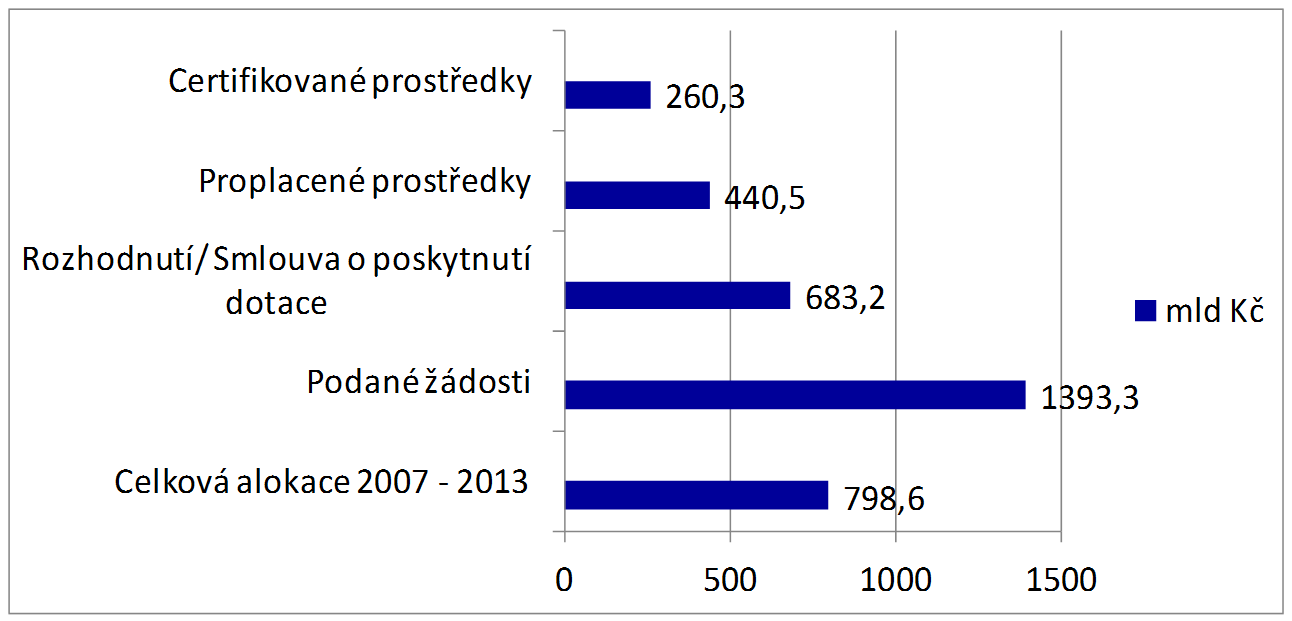 Certifikované prostředky
260,3
Proplacené prostředky
440,5
Rozhodnutí/ Smlouva o poskytnutí
dotace
683,2
mld Kč
Podané žádosti
1393,3
Celková alokace 2007 - 2013
798,6
0 500 1000 1500